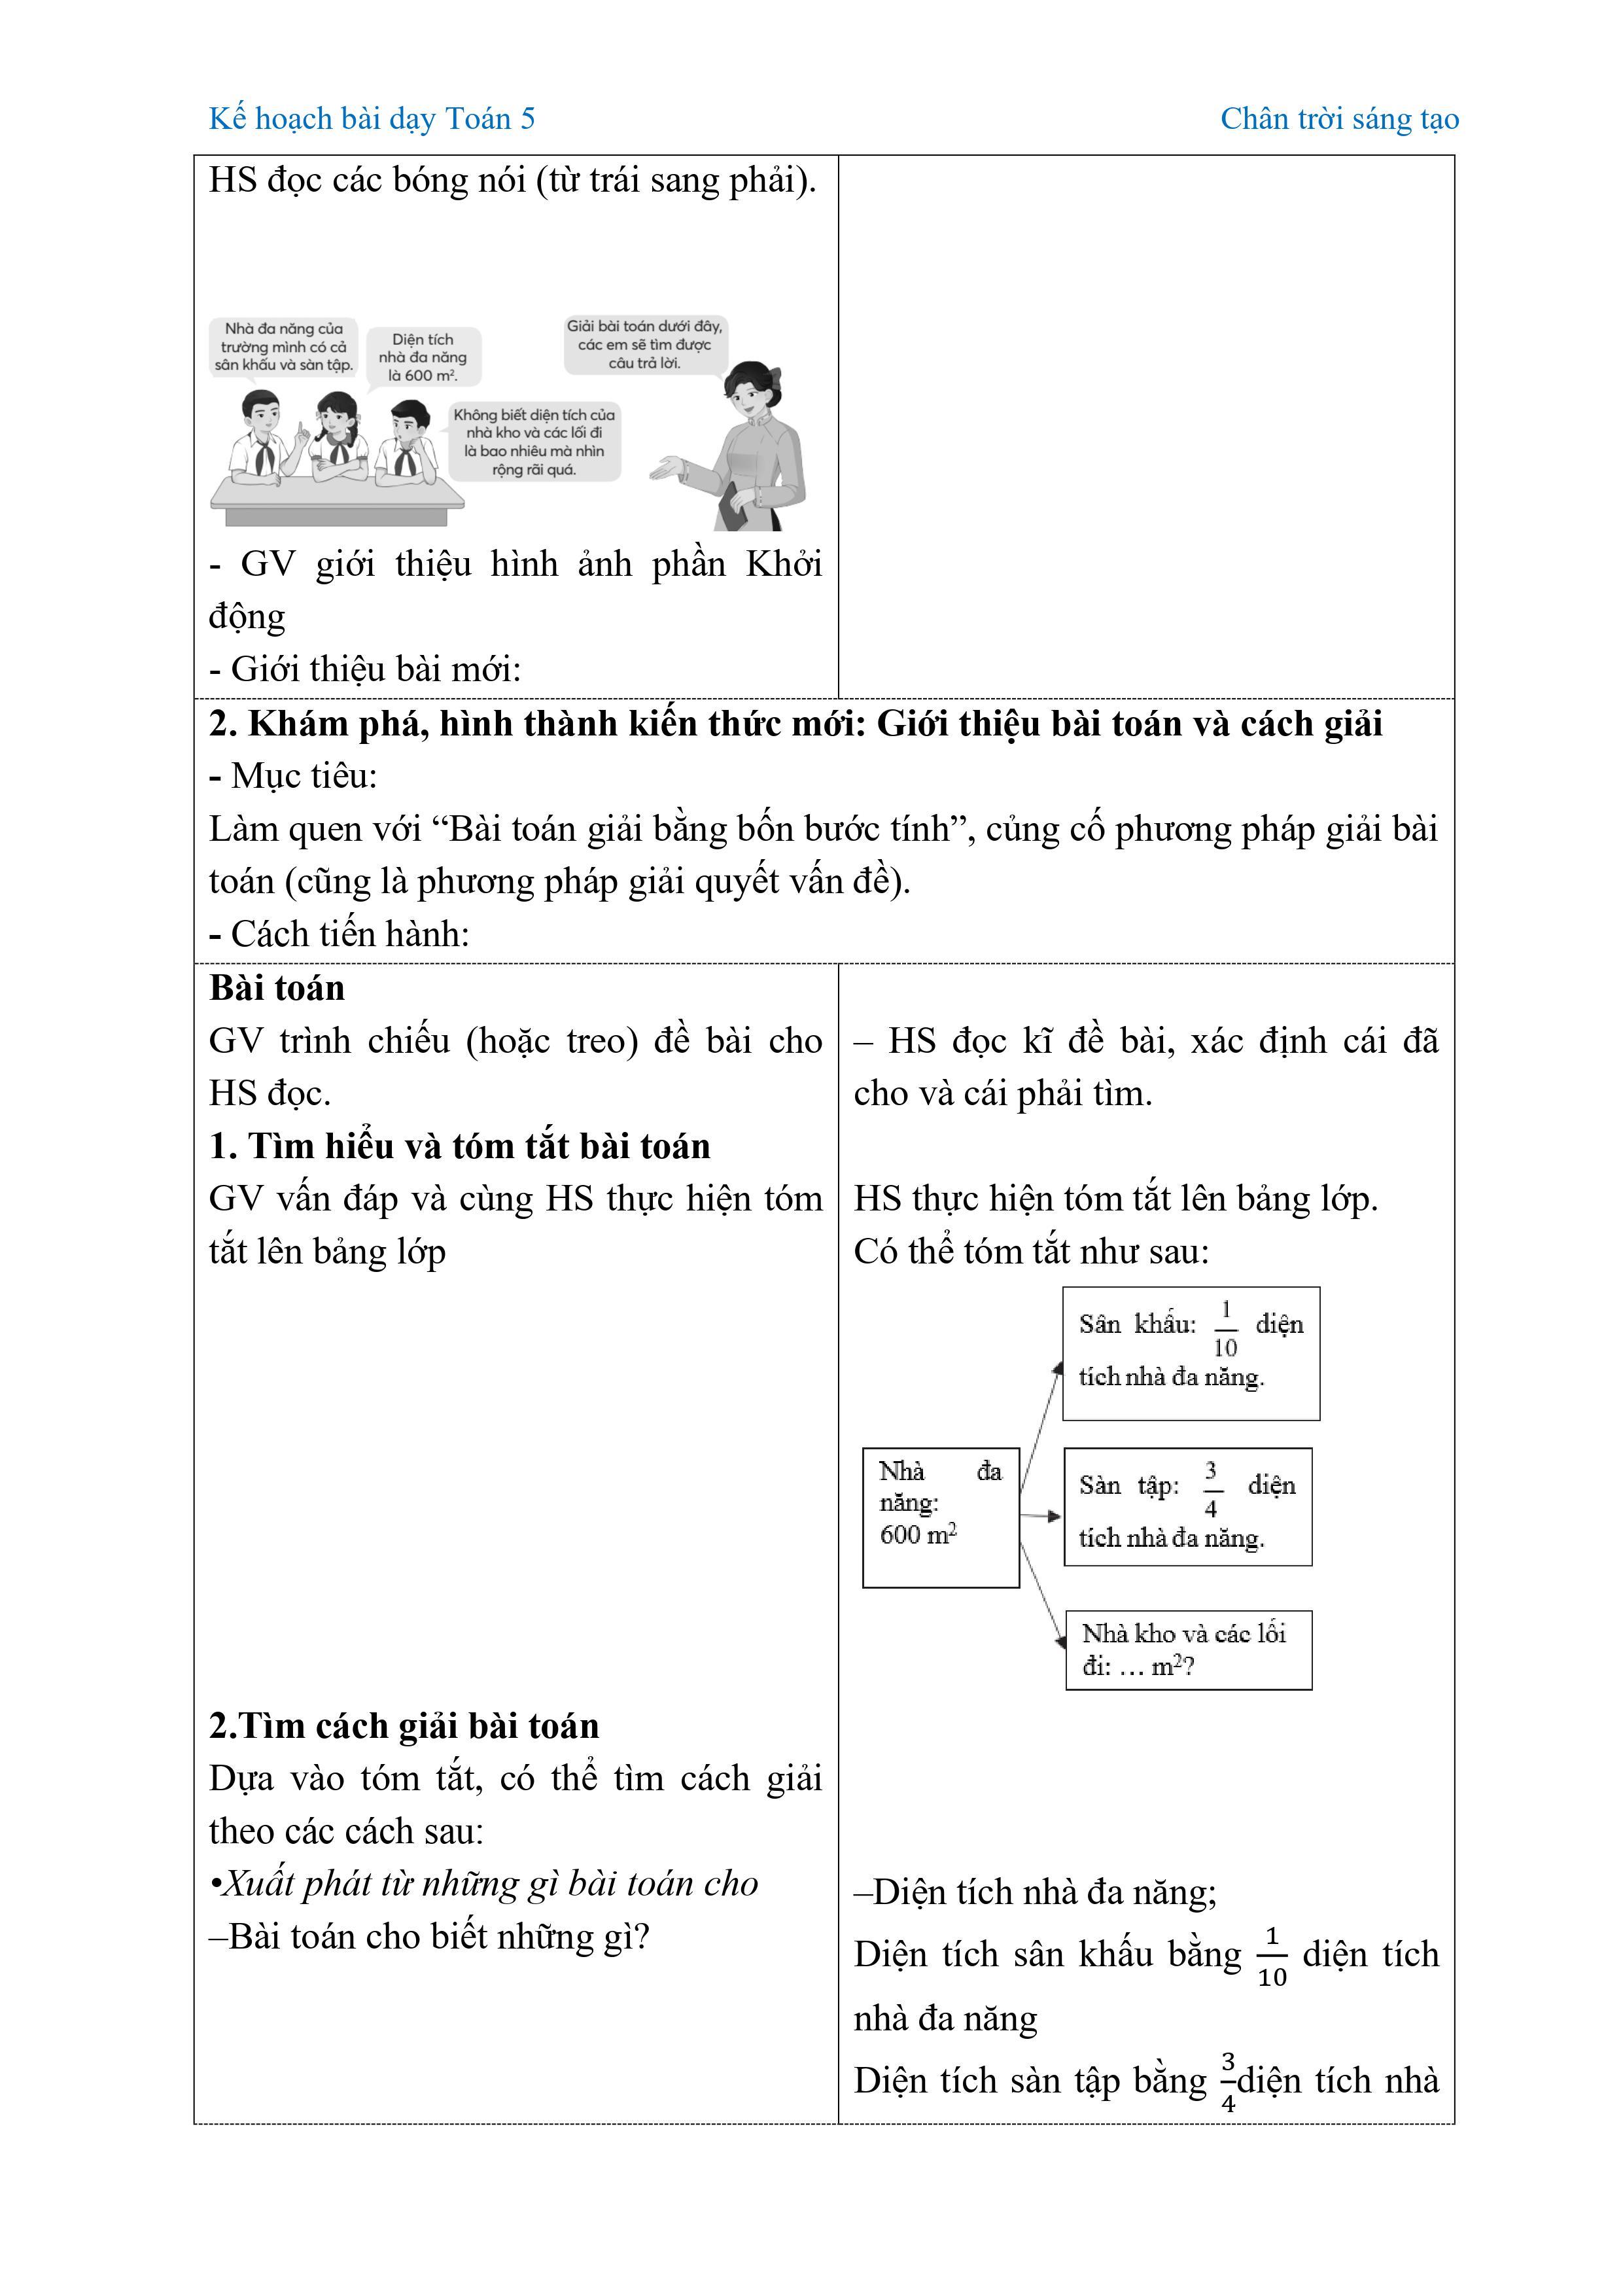 Kế hoạch bài dạy Toán 5
Chân trời sáng tạo
HS đọc các bóng nói (từ trái sang phải).
Nhà đa năng của
trường mình có cả
sân khấu và sàn tập.
Diện tích
nhà đa năng
là 600 m².
Không biết diện tích của
nhà kho và các lối đi
là bao nhiêu mà nhìn
rộng rãi quá.
Giải bài toán dưới đây,
các em sẽ tìm được
câu trả lời.
- GV giới thiệu hình ảnh phần Khởi
động
- Giới thiệu bài mới:
2. Khám phá, hình thành kiến thức mới: Giới thiệu bài toán và cách giải
- Mục tiêu:
Làm quen với “Bài toán giải bằng bốn bước tính”, củng cố phương pháp giải bài
toán (cũng là phương pháp giải quyết vấn đề).
- Cách tiến hành:
Bài toán
GV trình chiếu (hoặc treo) đề bài cho
HS đọc.
1. Tìm hiểu và tóm tắt bài toán
GV vấn đáp và cùng HS thực hiện tóm
tắt lên bảng lớp
2.Tìm cách giải bài toán
Dựa vào tóm tắt, có thể tìm cách giải
theo các cách sau:
•Xuất phát từ những gì bài toán cho
–Bài toán cho biết những gì?
– HS đọc kĩ đề bài, xác định cái đã
cho và cái phải tìm.
HS thực hiện tóm tắt lên bảng lớp.
Có thể tóm tắt như sau:
Nhà đa
năng:
600 m²
Sân khấu: 1/10 diện
tích nhà đa năng.
Sàn tập: 3/4 diện
tích nhà đa năng.
Nhà kho và các lối
đi: … m²?
–Diện tích nhà đa năng;
Diện tích sân khấu bằng 1/10 diện tích
nhà đa năng
Diện tích sàn tập bằng 3/4 diện tích nhà